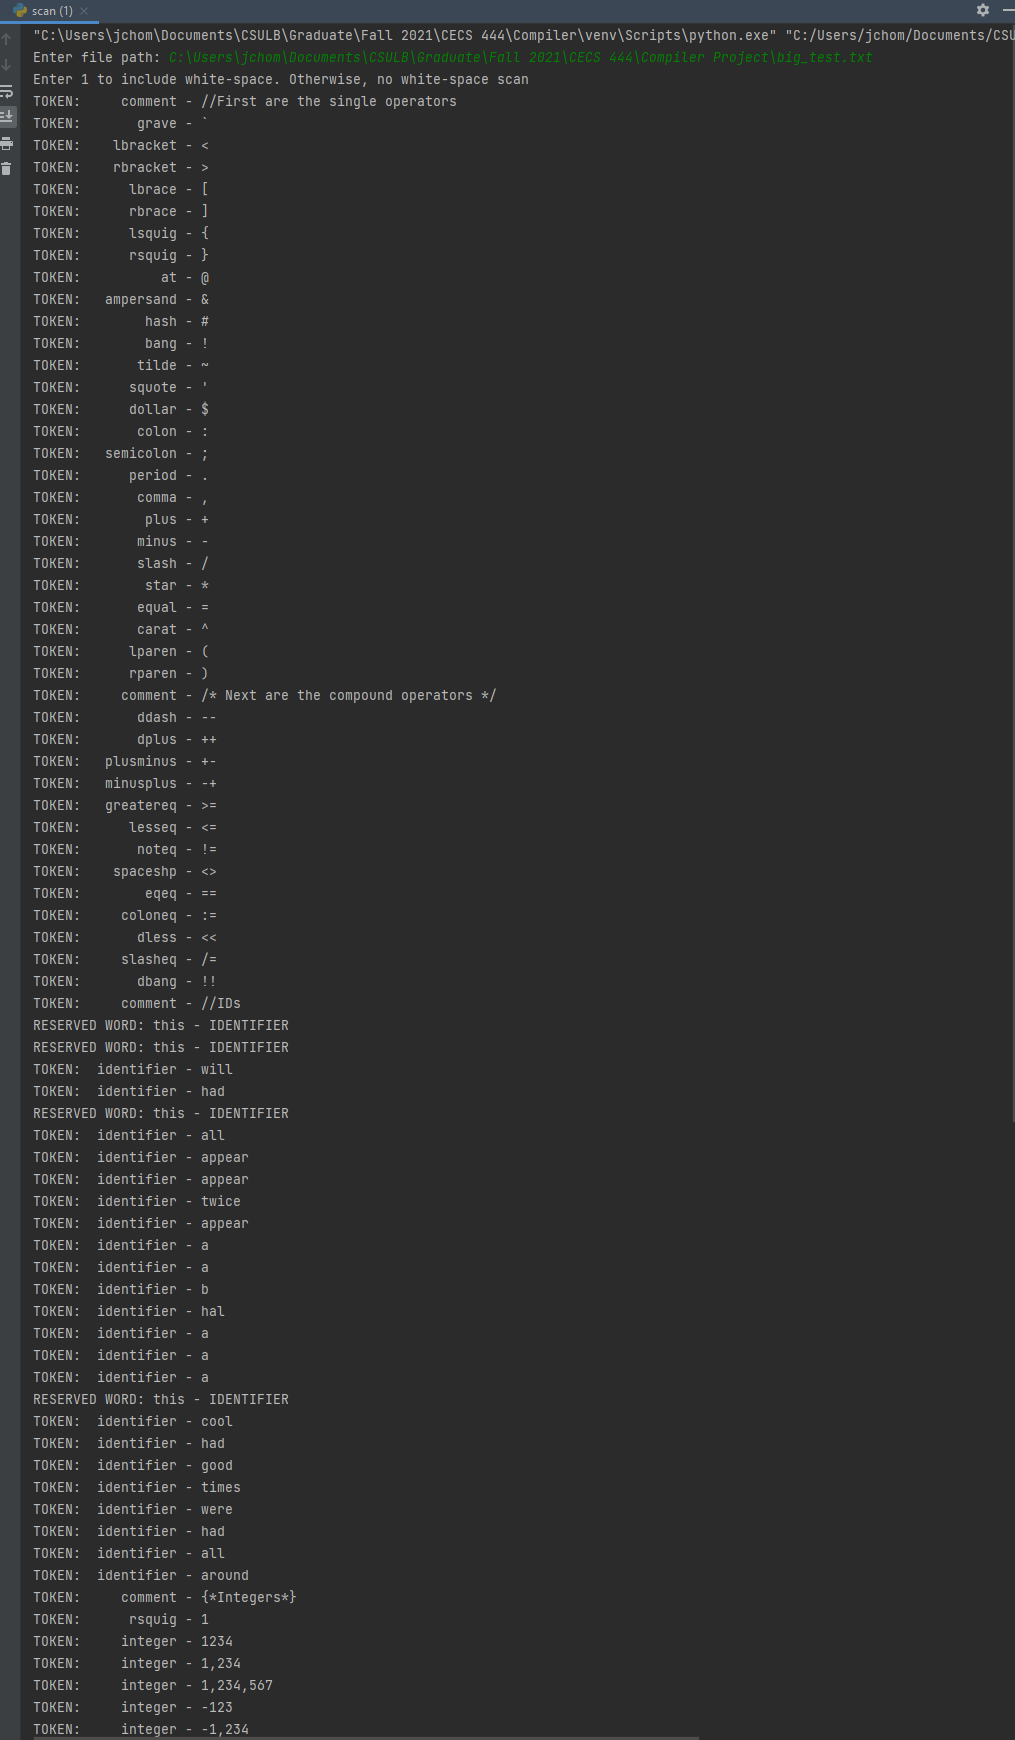 scan (1)
"C:\Users\jchom\Documents\CSULB\Graduate\Fall 2021\CECS 444\Compiler\venv\Scripts\python.exe" "C:/Users/jchom/Documents/CSU
Enter file path: C:\Users\jchom\Documents\CSULB\Graduate\Fall 2021\CECS 444\Compiler Project\big_test.txt
Enter 1 to include white-space. Otherwise, no white-space scan
TOKEN:     comment - //First are the single operators
TOKEN:       grave - `
TOKEN:    lbracket - <
TOKEN:    rbracket - >
TOKEN:      lbrace - [
TOKEN:      rbrace - ]
TOKEN:      lsquig - {
TOKEN:      rsquig - }
TOKEN:          at - @
TOKEN:   ampersand - &
TOKEN:        hash - #
TOKEN:        bang - !
TOKEN:       tilde - ~
TOKEN:      squote - '
TOKEN:      dollar - $
TOKEN:       colon - :
TOKEN:   semicolon - ;
TOKEN:      period - .
TOKEN:       comma - ,
TOKEN:        plus - +
TOKEN:       minus - -
TOKEN:       slash - /
TOKEN:        star - *
TOKEN:       equal - =
TOKEN:       carat - ^
TOKEN:      lparen - (
TOKEN:      rparen - )
TOKEN:     comment - /* Next are the compound operators */
TOKEN:       ddash - --
TOKEN:       dplus - ++
TOKEN:   plusminus - +-
TOKEN:   minusplus - -+
TOKEN:   greatereq - >=
TOKEN:      lesseq - <=
TOKEN:       noteq - !=
TOKEN:    spaceshp - <>
TOKEN:        eqeq - ==
TOKEN:     coloneq - :=
TOKEN:       dless - <<
TOKEN:     slasheq - /=
TOKEN:       dbang - !!
TOKEN:     comment - //IDs
RESERVED WORD: this - IDENTIFIER
RESERVED WORD: this - IDENTIFIER
TOKEN:  identifier - will
TOKEN:  identifier - had
RESERVED WORD: this - IDENTIFIER
TOKEN:  identifier - all
TOKEN:  identifier - appear
TOKEN:  identifier - appear
TOKEN:  identifier - twice
TOKEN:  identifier - appear
TOKEN:  identifier - a
TOKEN:  identifier - a
TOKEN:  identifier - b
TOKEN:  identifier - hal
TOKEN:  identifier - a
TOKEN:  identifier - a
TOKEN:  identifier - a
RESERVED WORD: this - IDENTIFIER
TOKEN:  identifier - cool
TOKEN:  identifier - had
TOKEN:  identifier - good
TOKEN:  identifier - times
TOKEN:  identifier - were
TOKEN:  identifier - had
TOKEN:  identifier - all
TOKEN:  identifier - around
TOKEN:     comment - {*Integers*}
TOKEN:      rsquig - 1
TOKEN:     integer - 1234
TOKEN:     integer - 1,234
TOKEN:     integer - 1,234,567
TOKEN:     integer - -123
TOKEN:     integer - -1,234